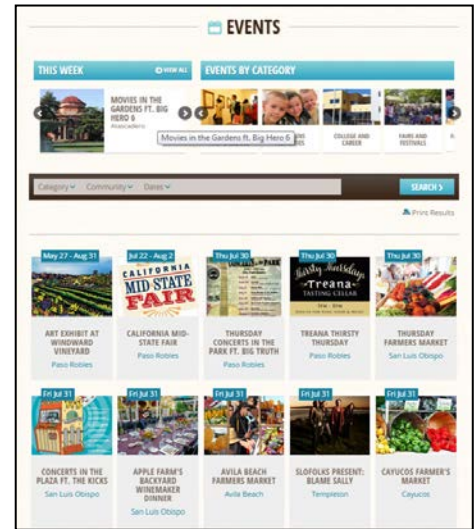 EVENTS
THIS WEEK
VIEW ALL
EVENTS BY CATEGORY
MOVIES IN THE
GARDENS FT. BIG
HERO 6
Atascadero
Movies in the Gardens ft. Big Hero 6
COLLEGE AND
CAREER
FAIRS AND
FESTIVALS
Category
Community
Dates
SEARCH
Print Results
May 27 - Aug 31
Jul 22 - Aug 2
Thu Jul 30
Thu Jul 30
Thu Jul 30
CALIFORNIA
MID-STATE
FAIR
Thirsty Thursdays
Treana
TASTING CELLAR
ART EXHIBIT AT
WINDWARD
VINEYARD
Paso Robles
CALIFORNIA MID-
STATE FAIR
Paso Robles
THURSDAY
CONCERTS IN THE
PARK FT. BIG TRUTH
Paso Robles
TREANA THIRSTY
THURSDAY
Paso Robles
THURSDAY
FARMERS MARKET
San Luis Obispo
Fri Jul 31
Fri Jul 31
Fri Jul 31
Fri Jul 31
Fri Jul 31
CONCERTS IN THE
PLAZA FT. THE KICKS
San Luis Obispo
APPLE FARM'S
BACKYARD
WINEMAKER
DINNER
San Luis Obispo
AVILA BEACH
FARMERS MARKET
Avila Beach
SLOFOLKS PRESENT:
BLAME SALLY
Templeton
CAYUCOS FARMER'S
MARKET
Cayucos